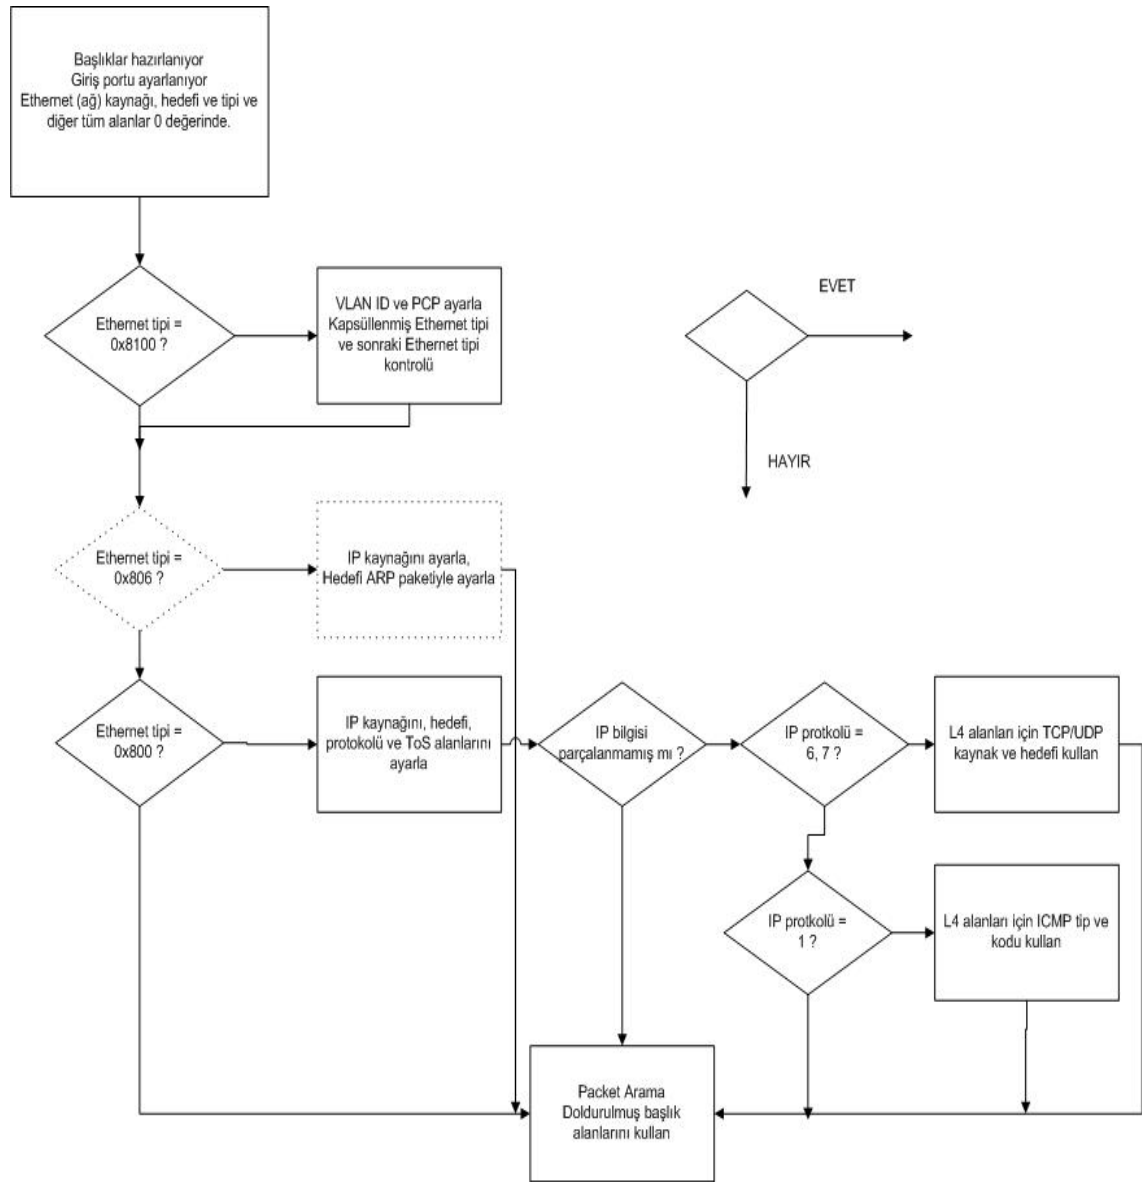 Başlıklar hazırlanıyor
Giriş portu ayarlanıyor
Ethernet (ağ) kaynağı, hedefi ve tipi ve
diğer tüm alanlar 0 değerinde.
Ethernet tipi =
0x8100 ?
VLAN ID ve PCP ayarla
Kapsüllenmiş Ethernet tipi
ve sonraki Ethernet tipi
kontrolü
EVET
HAYIR
Ethernet tipi =
0x806 ?
IP kaynağını ayarla,
Hedefi ARP paketiyle ayarla
Ethernet tipi =
0x800 ?
IP kaynağını, hedefi,
protokolü ve ToS alanlarını
ayarla
IP bilgisi
parçalanmamış mı ?
IP protkolü =
6, 7 ?
L4 alanları için TCP/UDP
kaynak ve hedefi kullan
IP protkolü =
1 ?
L4 alanları için ICMP tip ve
kodu kullan
Packet Arama
Doldurulmuş başlık
alanlarını kullan